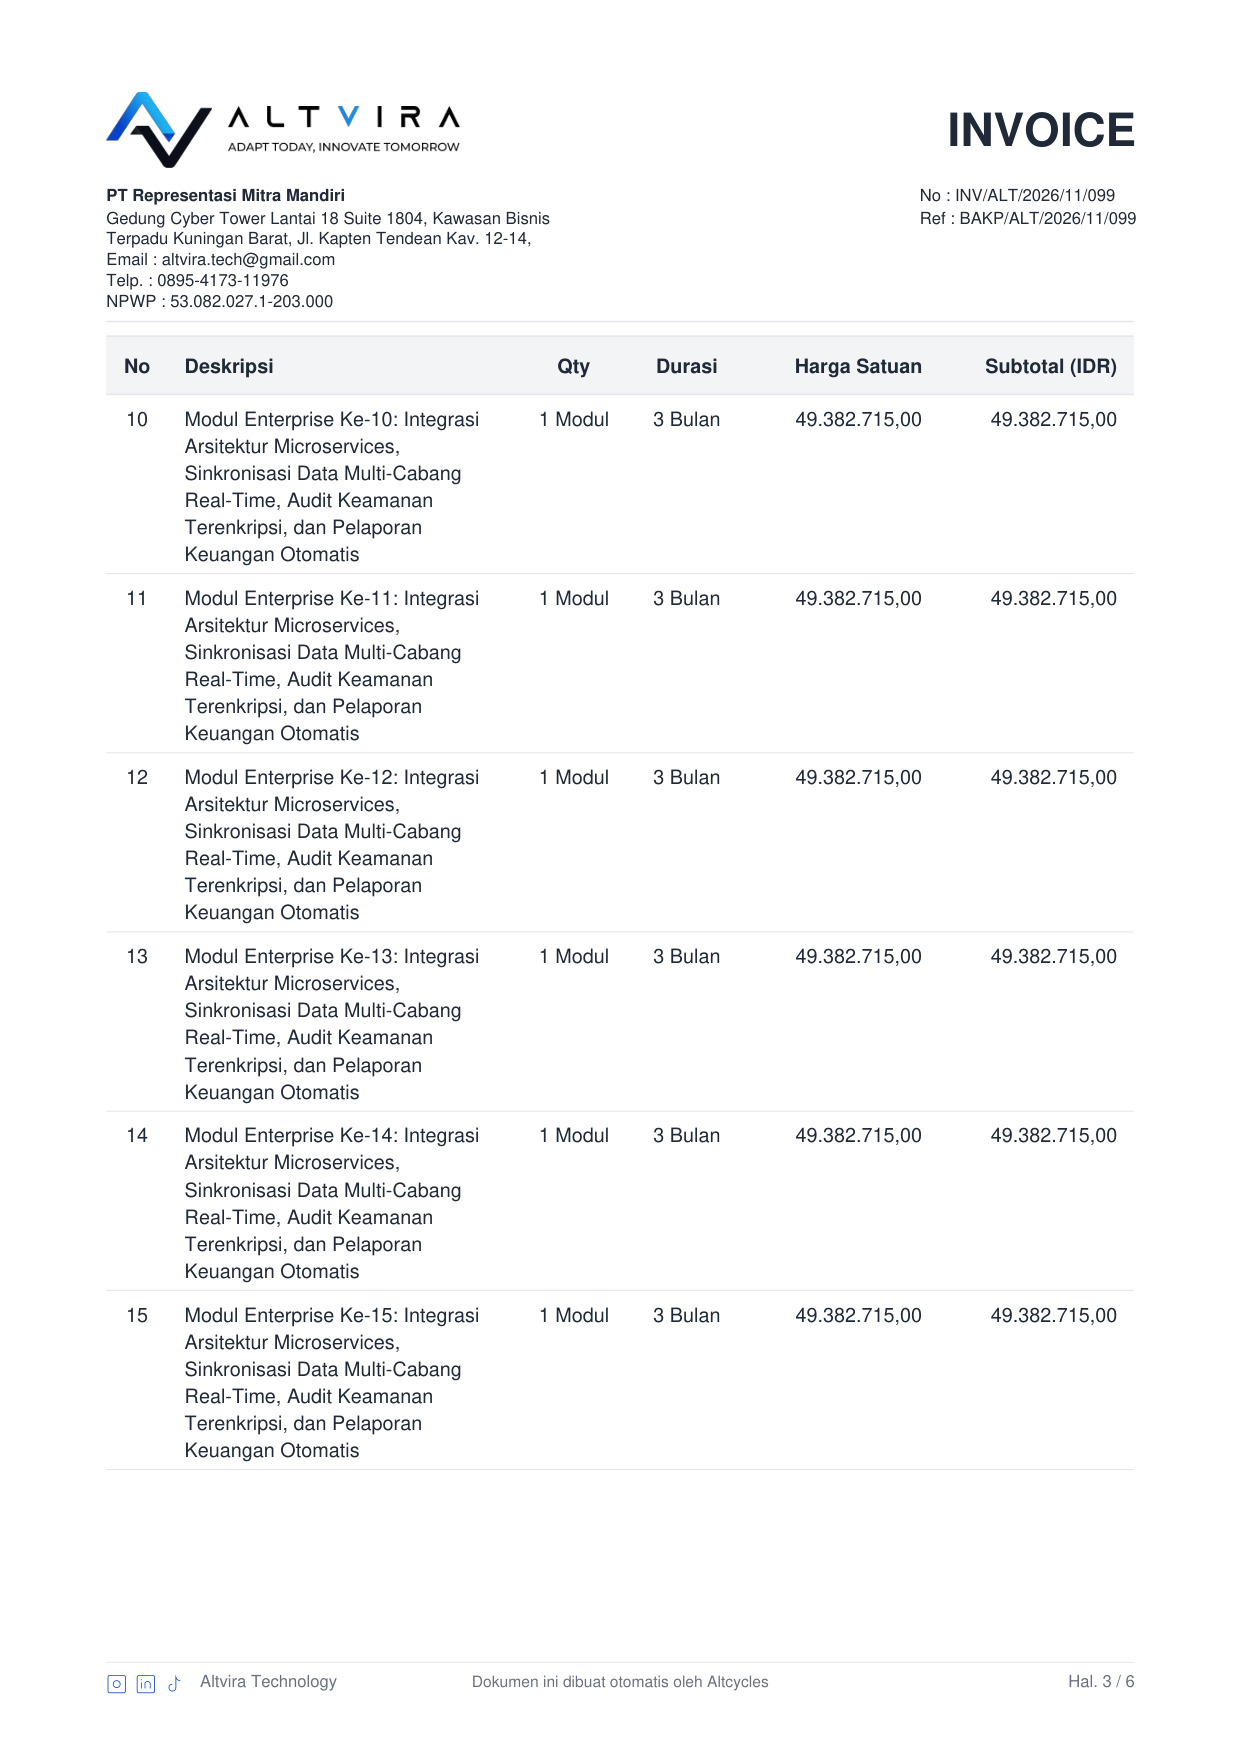 ALTVIRA
ADAPT TODAY, INNOVATE TOMORROW
INVOICE
PT Representasi Mitra Mandiri
Gedung Cyber Tower Lantai 18 Suite 1804, Kawasan Bisnis
Terpadu Kuningan Barat, Jl. Kapten Tendean Kav. 12-14,
Email : altvira.tech@gmail.com
Telp. : 0895-4173-11976
NPWP : 53.082.027.1-203.000
No : INV/ALT/2026/11/099
Ref : BAKP/ALT/2026/11/099
No Deskripsi Qty Durasi Harga Satuan Subtotal (IDR)
10 Modul Enterprise Ke-10: Integrasi 1 Modul 3 Bulan 49.382.715,00 49.382.715,00
Arsitektur Microservices,
Sinkronisasi Data Multi-Cabang
Real-Time, Audit Keamanan
Terenkripsi, dan Pelaporan
Keuangan Otomatis
11 Modul Enterprise Ke-11: Integrasi 1 Modul 3 Bulan 49.382.715,00 49.382.715,00
Arsitektur Microservices,
Sinkronisasi Data Multi-Cabang
Real-Time, Audit Keamanan
Terenkripsi, dan Pelaporan
Keuangan Otomatis
12 Modul Enterprise Ke-12: Integrasi 1 Modul 3 Bulan 49.382.715,00 49.382.715,00
Arsitektur Microservices,
Sinkronisasi Data Multi-Cabang
Real-Time, Audit Keamanan
Terenkripsi, dan Pelaporan
Keuangan Otomatis
13 Modul Enterprise Ke-13: Integrasi 1 Modul 3 Bulan 49.382.715,00 49.382.715,00
Arsitektur Microservices,
Sinkronisasi Data Multi-Cabang
Real-Time, Audit Keamanan
Terenkripsi, dan Pelaporan
Keuangan Otomatis
14 Modul Enterprise Ke-14: Integrasi 1 Modul 3 Bulan 49.382.715,00 49.382.715,00
Arsitektur Microservices,
Sinkronisasi Data Multi-Cabang
Real-Time, Audit Keamanan
Terenkripsi, dan Pelaporan
Keuangan Otomatis
15 Modul Enterprise Ke-15: Integrasi 1 Modul 3 Bulan 49.382.715,00 49.382.715,00
Arsitektur Microservices,
Sinkronisasi Data Multi-Cabang
Real-Time, Audit Keamanan
Terenkripsi, dan Pelaporan
Keuangan Otomatis
Altvira Technology Dokumen ini dibuat otomatis oleh Altcycles Hal. 3 / 6